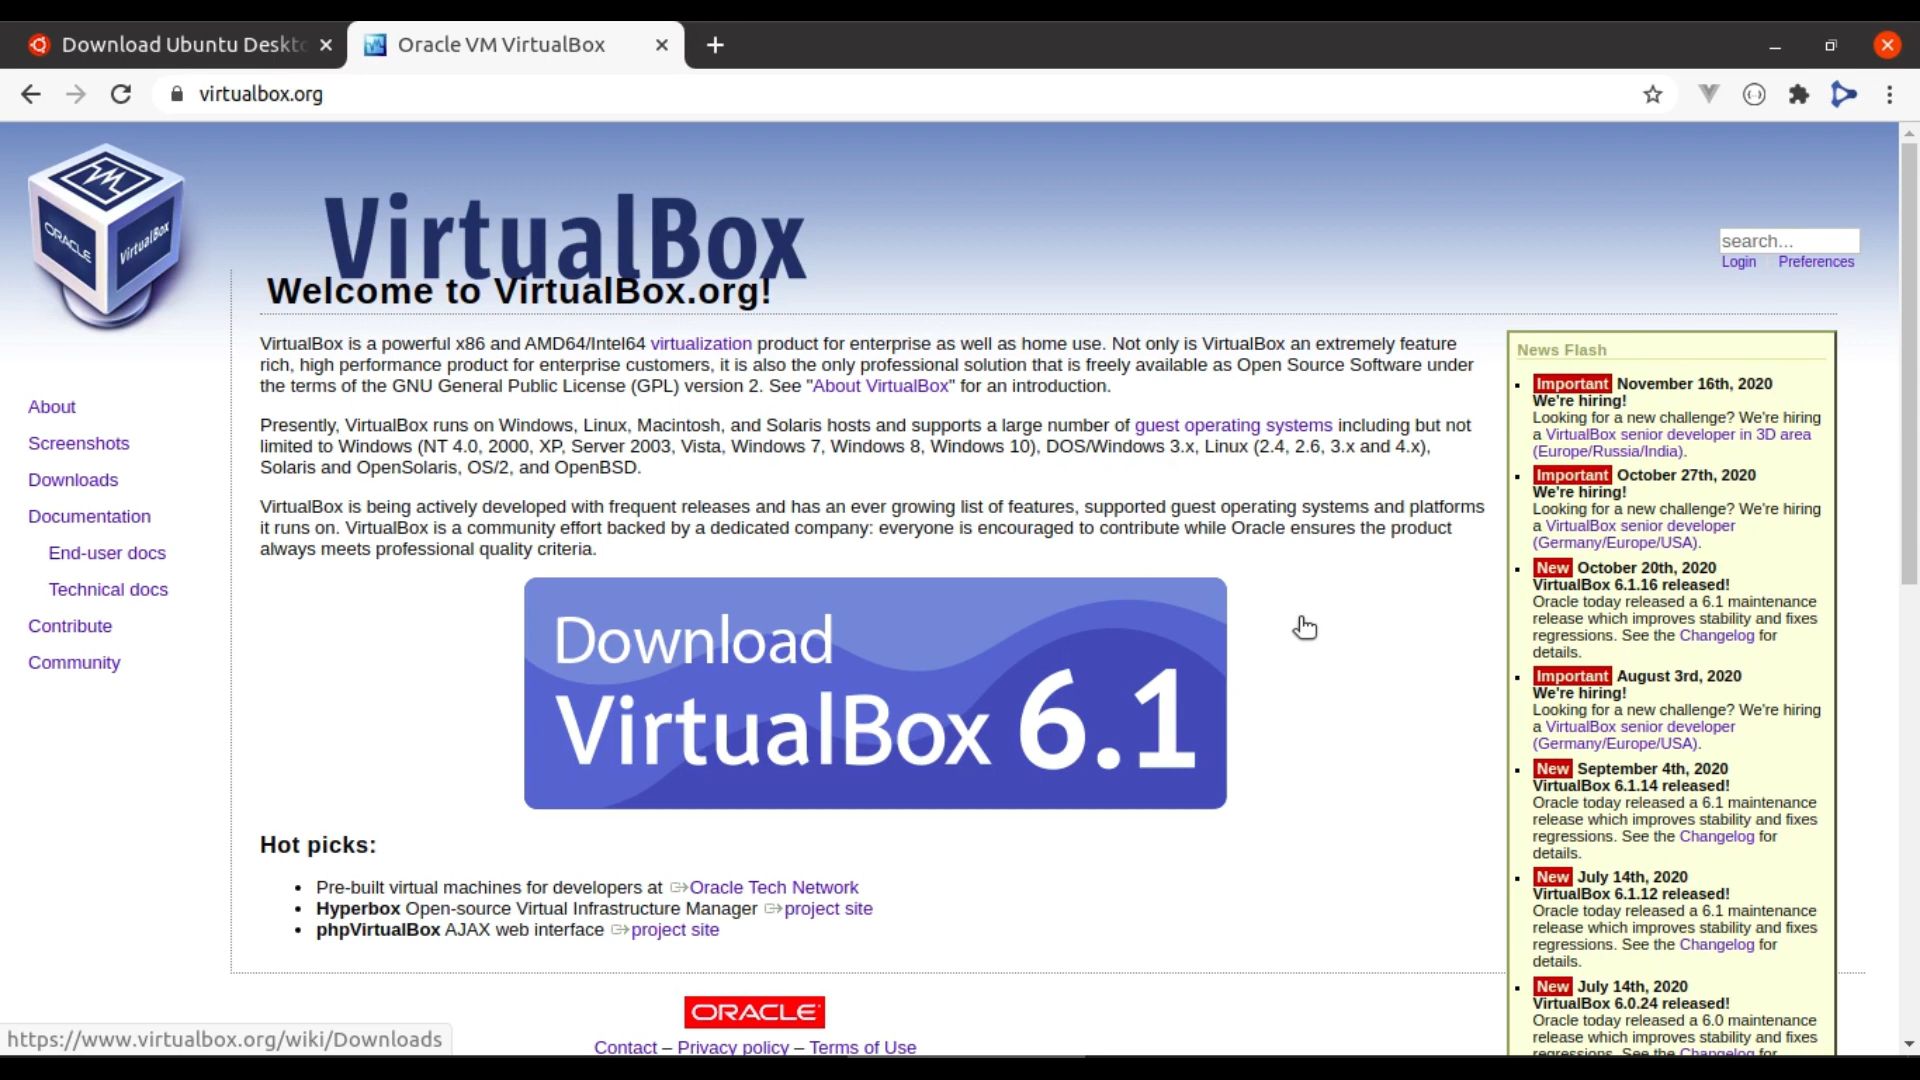 Download Ubuntu Deskto
Oracle VM VirtualBox
virtualbox.org
ORACLE
VirtualBox
VirtualBox
search...
Login
Preferences
Welcome to VirtualBox.org!
VirtualBox is a powerful x86 and AMD64/Intel64 virtualization product for enterprise as well as home use. Not only is VirtualBox an extremely feature
rich, high performance product for enterprise customers, it is also the only professional solution that is freely available as Open Source Software under
the terms of the GNU General Public License (GPL) version 2. See "About VirtualBox" for an introduction.
Presently, VirtualBox runs on Windows, Linux, Macintosh, and Solaris hosts and supports a large number of guest operating systems including but not
limited to Windows (NT 4.0, 2000, XP, Server 2003, Vista, Windows 7, Windows 8, Windows 10), DOS/Windows 3.x, Linux (2.4, 2.6, 3.x and 4.x),
Solaris and OpenSolaris, OS/2, and OpenBSD.
VirtualBox is being actively developed with frequent releases and has an ever growing list of features, supported guest operating systems and platforms
it runs on. VirtualBox is a community effort backed by a dedicated company: everyone is encouraged to contribute while Oracle ensures the product
always meets professional quality criteria.
About
Screenshots
Downloads
Documentation
End-user docs
Technical docs
Contribute
Community
Download
VirtualBox 6.1
Hot picks:
• Pre-built virtual machines for developers at Oracle Tech Network
• Hyperbox Open-source Virtual Infrastructure Manager project site
• phpVirtualBox AJAX web interface project site
News Flash
Important November 16th, 2020
We're hiring!
Looking for a new challenge? We're hiring
a VirtualBox senior developer in 3D area
(Europe/Russia/India).
Important October 27th, 2020
We're hiring!
Looking for a new challenge? We're hiring
a VirtualBox senior developer
(Germany/Europe/USA).
New October 20th, 2020
VirtualBox 6.1.16 released!
Oracle today released a 6.1 maintenance
release which improves stability and fixes
regressions. See the Changelog for
details.
Important August 3rd, 2020
We're hiring!
Looking for a new challenge? We're hiring
a VirtualBox senior developer
(Germany/Europe/USA).
New September 4th, 2020
VirtualBox 6.1.14 released!
Oracle today released a 6.1 maintenance
release which improves stability and fixes
regressions. See the Changelog for
details.
New July 14th, 2020
VirtualBox 6.1.12 released!
Oracle today released a 6.1 maintenance
release which improves stability and fixes
regressions. See the Changelog for
details.
New July 14th, 2020
VirtualBox 6.0.24 released!
Oracle today released a 6.0 maintenance
release which improves stability and fixes
regressions. See the Changelog for
ORACLE
Contact – Privacy policy – Terms of Use
https://www.virtualbox.org/wiki/Downloads